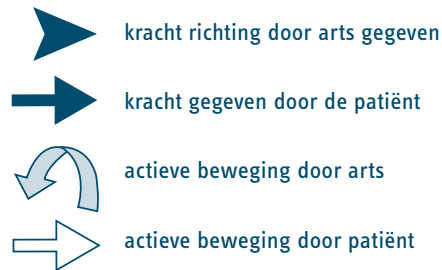 kracht richting door arts gegeven
kracht gegeven door de patiënt
actieve beweging door arts
actieve beweging door patiënt